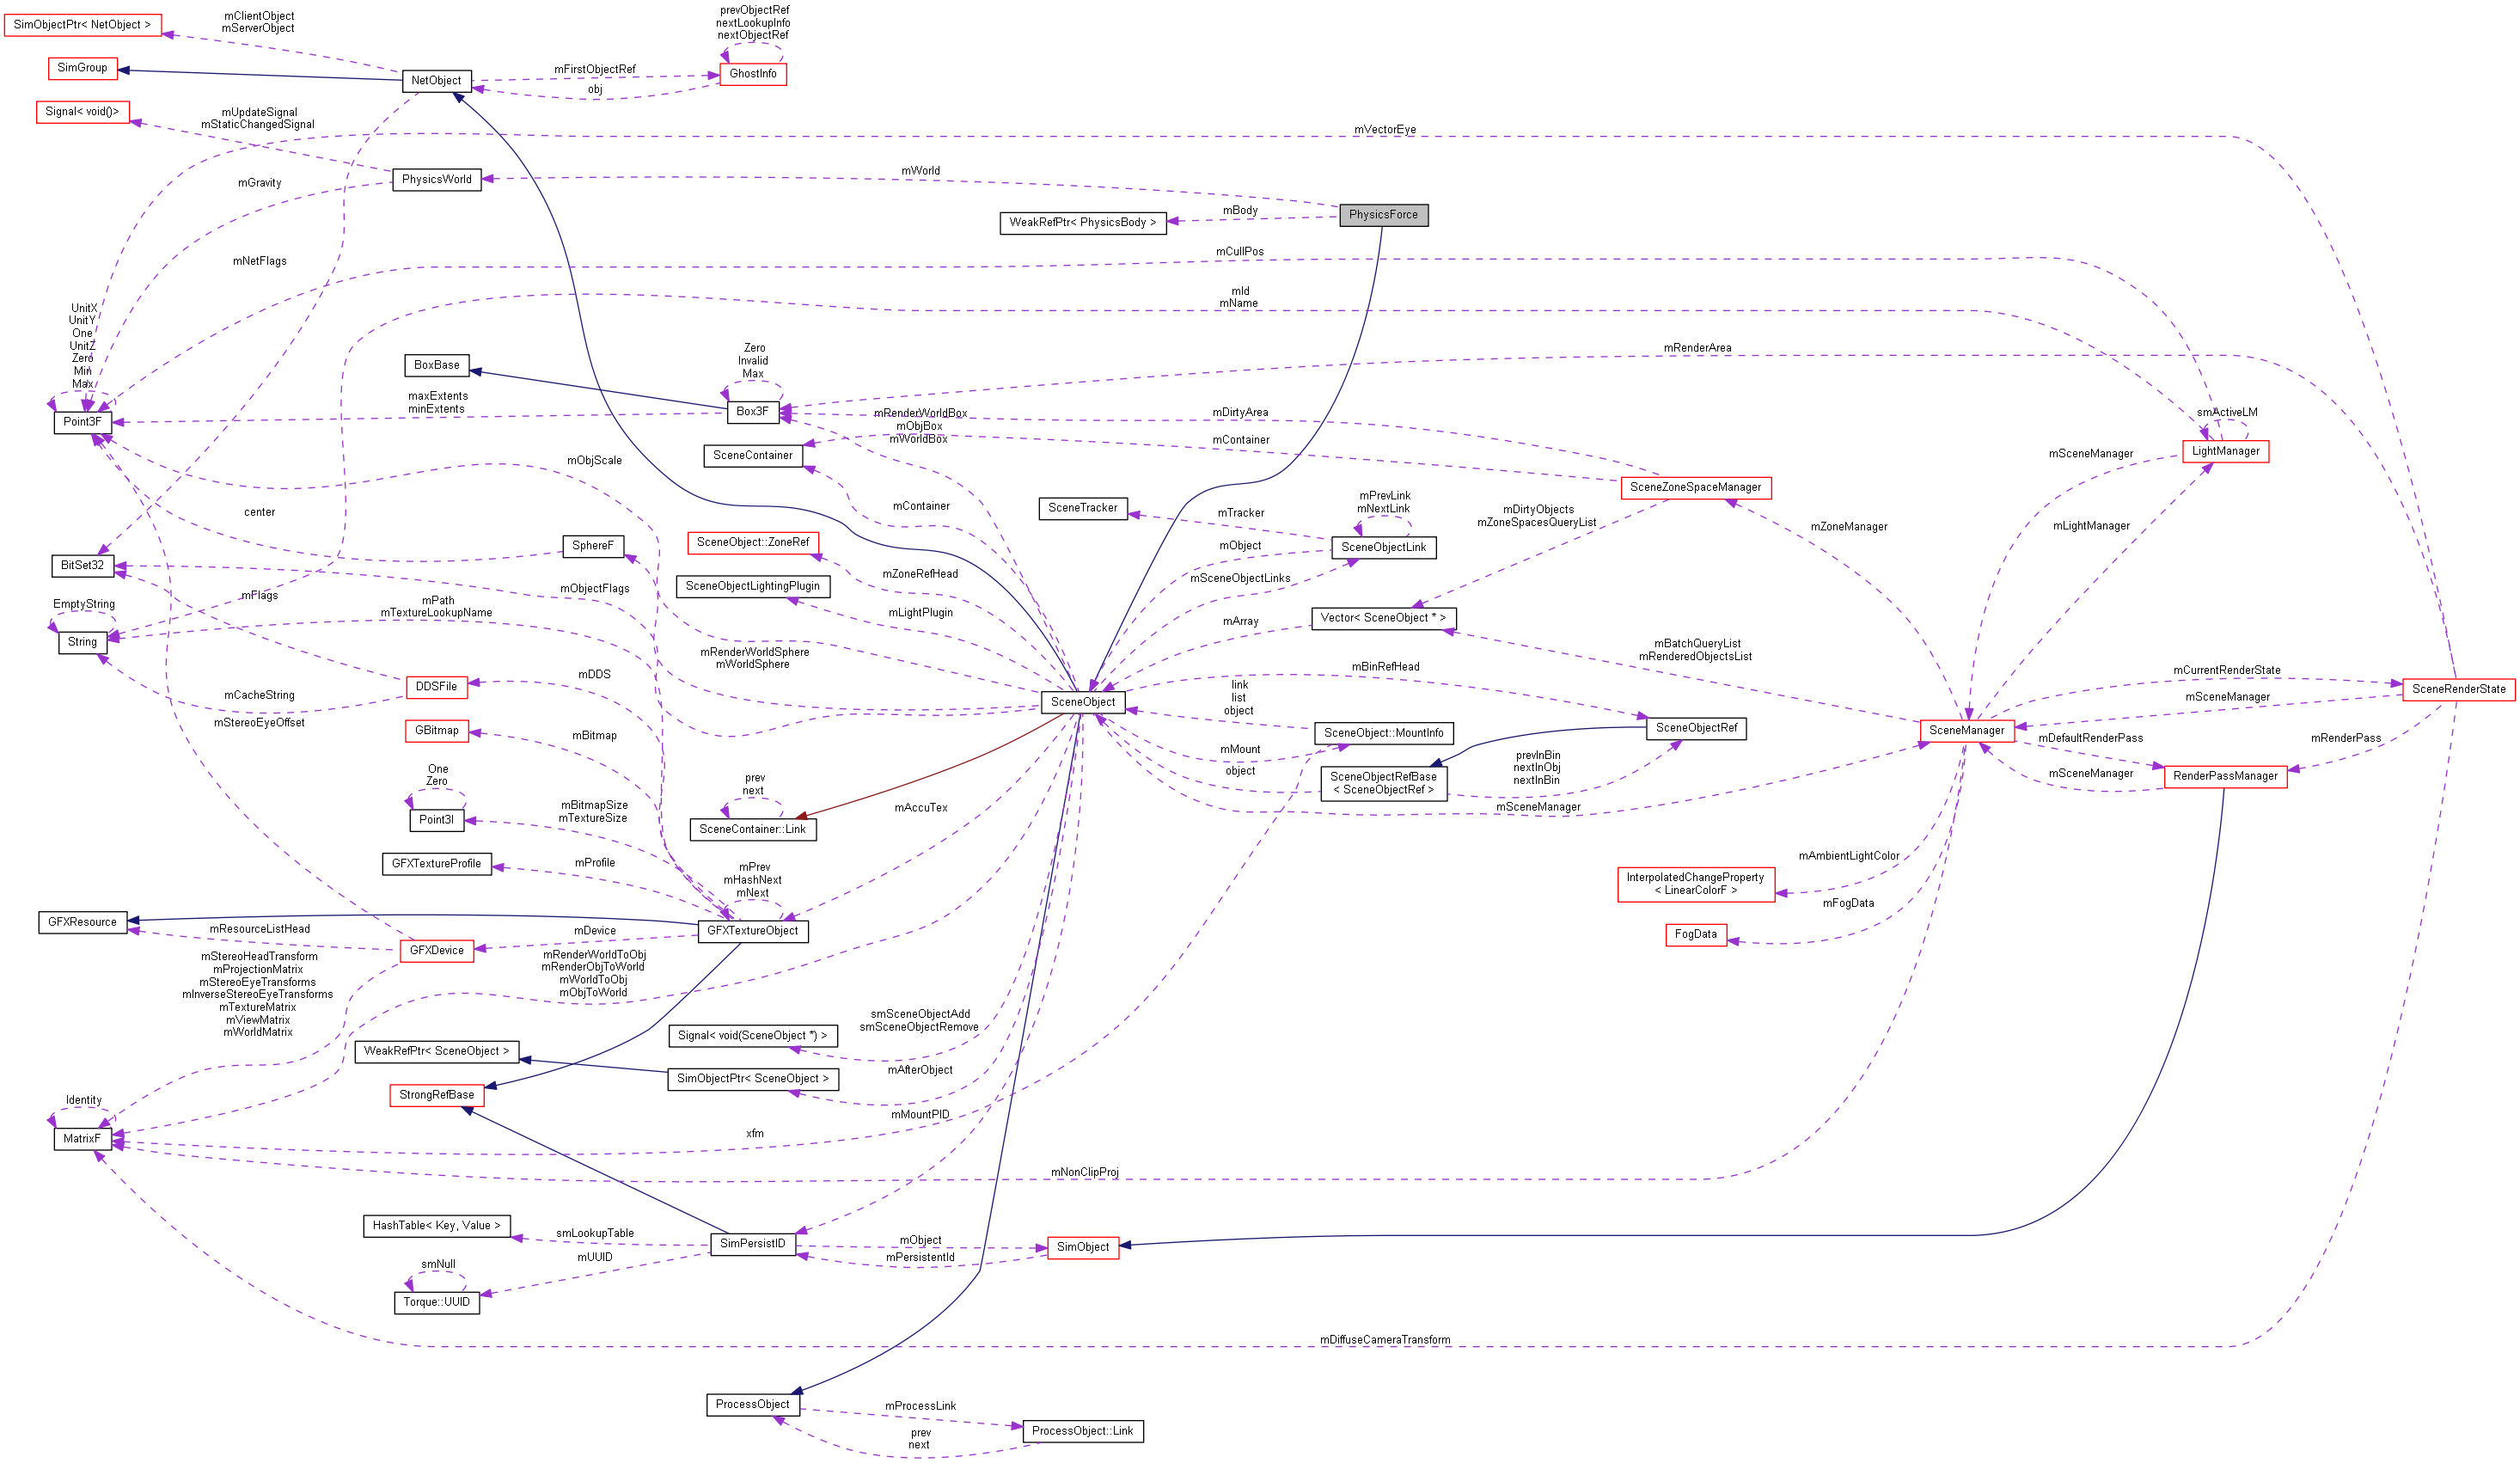 prevObjectRef
nextLookupInfo
nextObjectRef
mClientObject
mServerObject
SimObjectPtr< NetObject >
SimGroup
NetObject
mFirstObjectRef
GhostInfo
obj
Signal< void()>
mUpdateSignal
mStaticChangedSignal
mVectorEye
PhysicsWorld
mGravity
mWorld
PhysicsForce
mBody
WeakRefPtr< PhysicsBody >
mNetFlags
mCullPos
mId
mName
UnitX
UnitY
One
UnitZ
Zero
Min
Max
Point3F
BoxBase
Zero
Invalid
Max
Box3F
maxExtents
minExtents
mRenderArea
mRenderWorldBox
mObjBox
mWorldBox
mDirtyArea
mContainer
SceneContainer
smActiveLM
LightManager
mSceneManager
mObjScale
SceneZoneSpaceManager
mContainer
SceneTracker
mTracker
mPrevLink
mNextLink
mDirtyObjects
mZoneSpacesQueryList
mZoneManager
mLightManager
center
SphereF
SceneObject::ZoneRef
mObject
SceneObjectLink
BitSet32
mFlags
mObjectFlags
SceneObjectLightingPlugin
mZoneRefHead
mSceneObjectLinks
EmptyString
mPath
mTextureLookupName
mLightPlugin
mArray
Vector< SceneObject * >
String
mRenderWorldSphere
mWorldSphere
mBatchQueryList
mRenderedObjectsList
mCacheString
DDSFile
mDDS
mBinRefHead
mCurrentRenderState
SceneRenderState
mStereoEyeOffset
SceneObject
link
list
object
mSceneManager
GBitmap
mBitmap
SceneObject::MountInfo
SceneObjectRef
SceneManager
mDefaultRenderPass
mRenderPass
mMount
object
SceneObjectRefBase
< SceneObjectRef >
prevInBin
nextInObj
nextInBin
mSceneManager
RenderPassManager
One
Zero
Point3I
mBitmapSize
mTextureSize
prev
next
SceneContainer::Link
mAccuTex
mSceneManager
GFXTextureProfile
mProfile
mPrev
mHashNext
mNext
mAmbientLightColor
InterpolatedChangeProperty
< LinearColorF >
mFogData
FogData
GFXResource
mResourceListHead
GFXDevice
mDevice
GFXTextureObject
mStereoHeadTransform
mProjectionMatrix
mStereoEyeTransforms
mInverseStereoEyeTransforms
mTextureMatrix
mViewMatrix
mWorldMatrix
mRenderWorldToObj
mRenderObjToWorld
mWorldToObj
mObjToWorld
smSceneObjectAdd
smSceneObjectRemove
Signal< void(SceneObject *) >
WeakRefPtr< SceneObject >
SimObjectPtr< SceneObject >
mAfterObject
StrongRefBase
Identity
MatrixF
mMountPID
xfm
mNonClipProj
HashTable< Key, Value >
smLookupTable
SimPersistID
mObject
SimObject
mPersistentId
mUUID
smNull
Torque::UUID
mDiffuseCameraTransform
ProcessObject
mProcessLink
ProcessObject::Link
prev
next